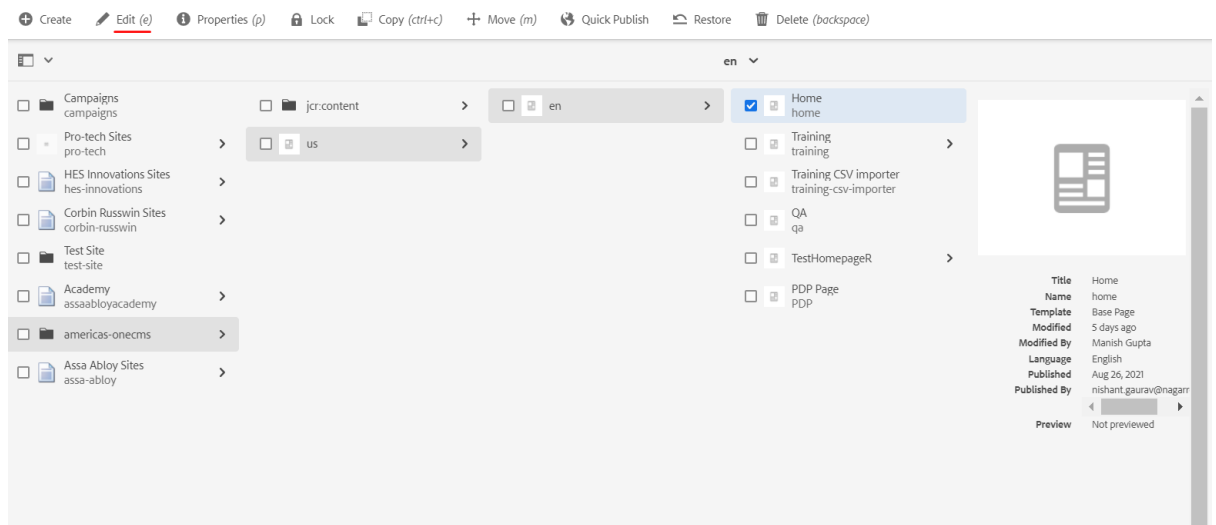 Create Edit (e) Properties (p) Lock Copy (ctrl+c) Move (m) Quick Publish Restore Delete (backspace)
en
Campaigns
campaigns
Pro-tech Sites
pro-tech
HES Innovations Sites
hes-innovations
Corbin Russwin Sites
corbin-russwin
Test Site
test-site
Academy
assaabloyacademy
americas-onecms
Assa Abloy Sites
assa-abloy
jcr:content
us
en
Home
home
Training
training
Training CSV importer
training-csv-importer
QA
qa
TestHomepageR
PDP Page
PDP
Title Home
Name home
Template Base Page
Modified 5 days ago
Modified By Manish Gupta
Language English
Published Aug 26, 2021
Published By nishant.gaurav@nagarr
Preview Not previewed